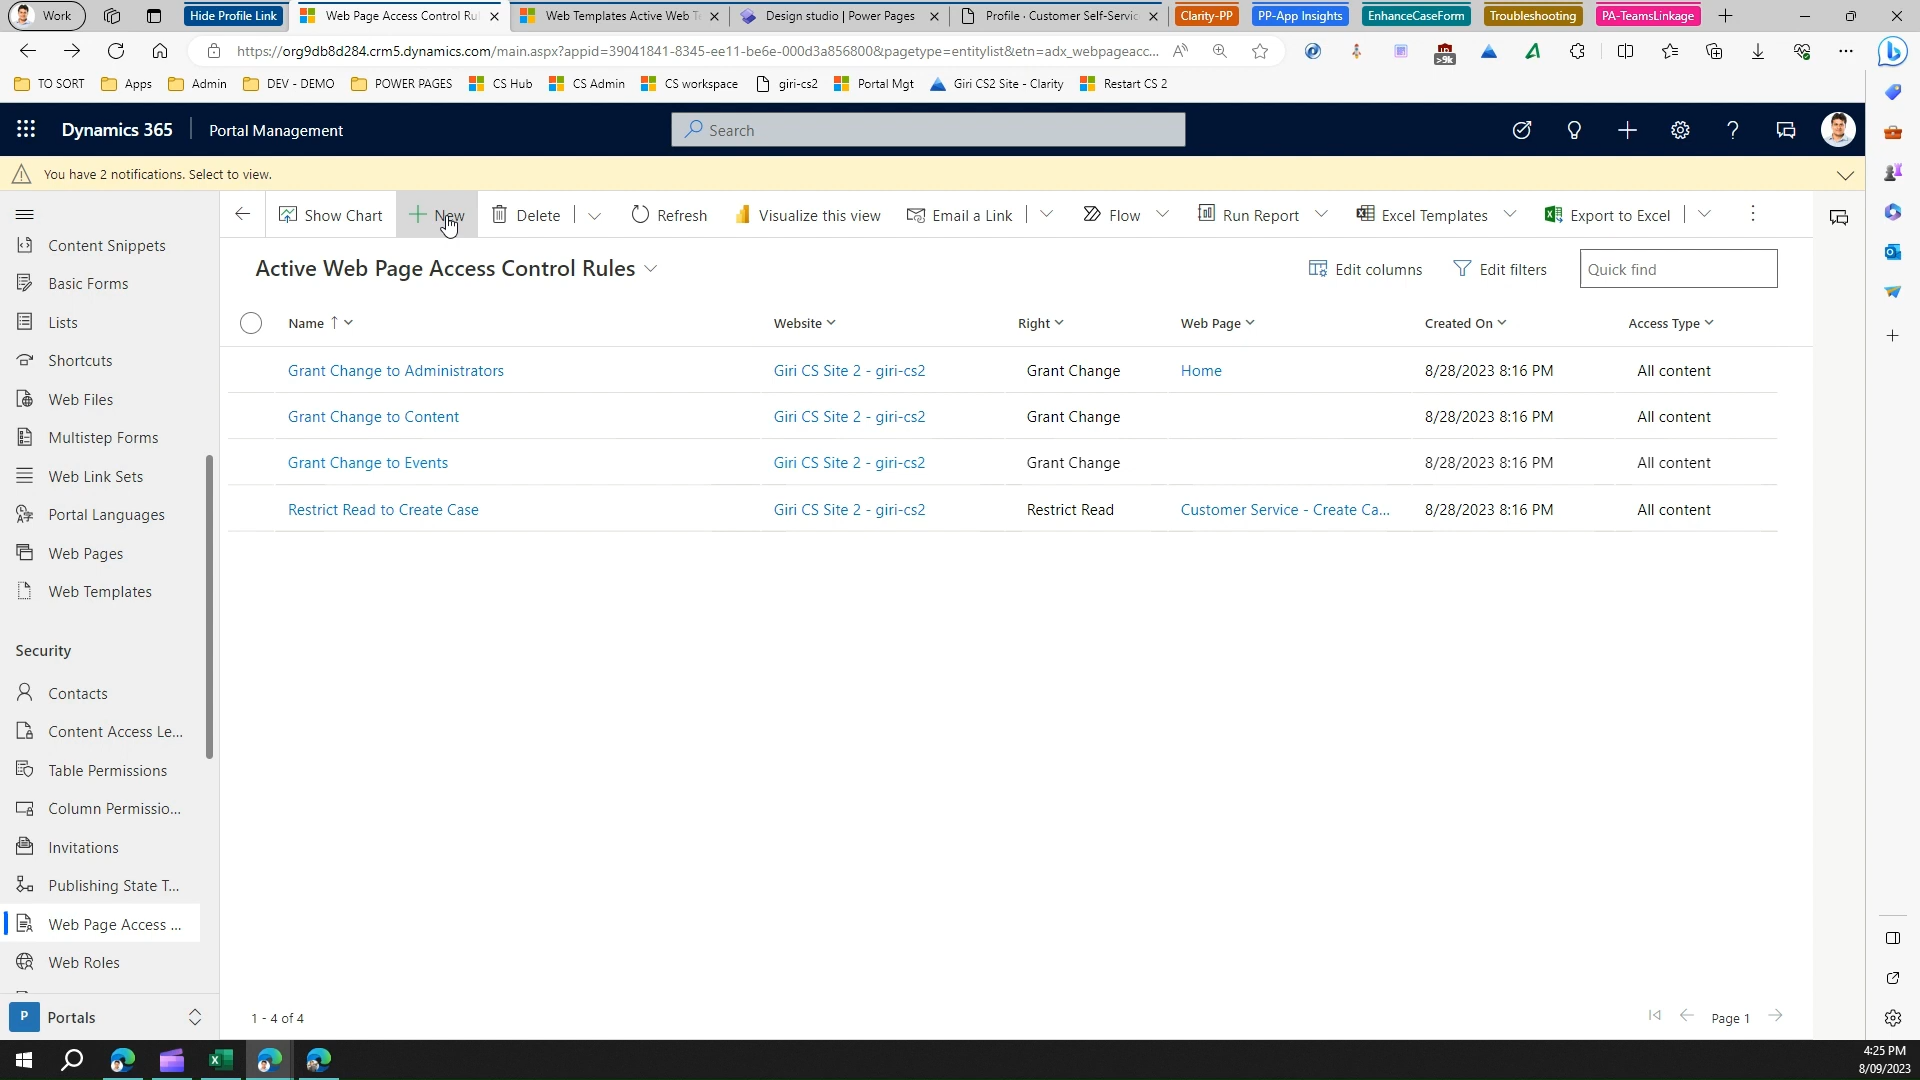 Work
Hide Profile Link
Web Page Access Control Ru
Web Templates Active Web T
Design studio | Power Pages
Profile · Customer Self-Servic
Clarity-PP
PP-App Insights
EnhanceCaseForm
Troubleshooting
PA-TeamsLinkage
https://org9db8d284.crm5.dynamics.com/main.aspx?appid=39041841-8345-ee11-be6e-000d3a856800&pagetype=entitylist&etn=adx_webpageacc...
>9k
TO SORT
Apps
Admin
DEV - DEMO
POWER PAGES
CS Hub
CS Admin
CS workspace
giri-cs2
Portal Mgt
Giri CS2 Site - Clarity
Restart CS 2
Dynamics 365
Portal Management
Search
You have 2 notifications. Select to view.
Show Chart
New
Delete
Refresh
Visualize this view
Email a Link
Flow
Run Report
Excel Templates
Export to Excel
Content Snippets
Basic Forms
Lists
Shortcuts
Web Files
Multistep Forms
Web Link Sets
Portal Languages
Web Pages
Web Templates
Security
Contacts
Content Access Le...
Table Permissions
Column Permissio...
Invitations
Publishing State T...
Web Page Access ...
Web Roles
P Portals
Active Web Page Access Control Rules
Edit columns
Edit filters
Quick find
Name Website Right Web Page Created On Access Type
Grant Change to Administrators Giri CS Site 2 - giri-cs2 Grant Change Home 8/28/2023 8:16 PM All content
Grant Change to Content Giri CS Site 2 - giri-cs2 Grant Change 8/28/2023 8:16 PM All content
Grant Change to Events Giri CS Site 2 - giri-cs2 Grant Change 8/28/2023 8:16 PM All content
Restrict Read to Create Case Giri CS Site 2 - giri-cs2 Restrict Read Customer Service - Create Ca... 8/28/2023 8:16 PM All content
1 - 4 of 4
Page 1
4:25 PM
8/09/2023